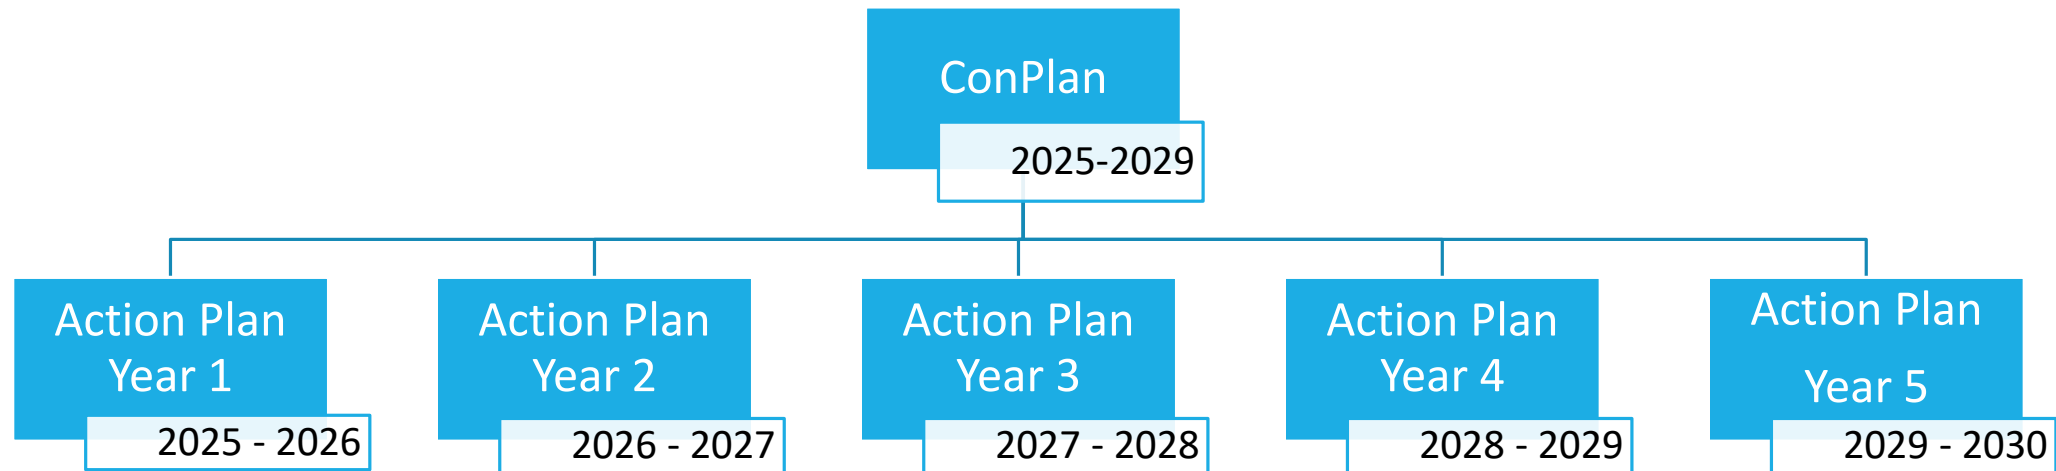 ConPlan
2025-2029
Action Plan
Year 1
2025 - 2026
Action Plan
Year 2
2026 - 2027
Action Plan
Year 3
2027 - 2028
Action Plan
Year 4
2028 - 2029
Action Plan
Year 5
2029 - 2030